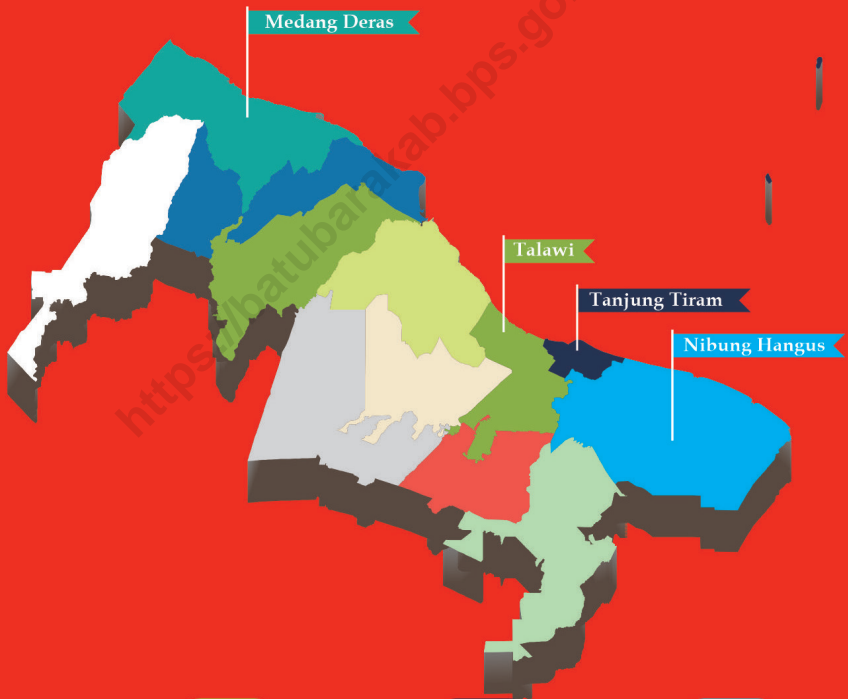 Medang Deras
Talawi
Tanjung Tiram
Nibung Hangus
https://batubarakab.bps.go